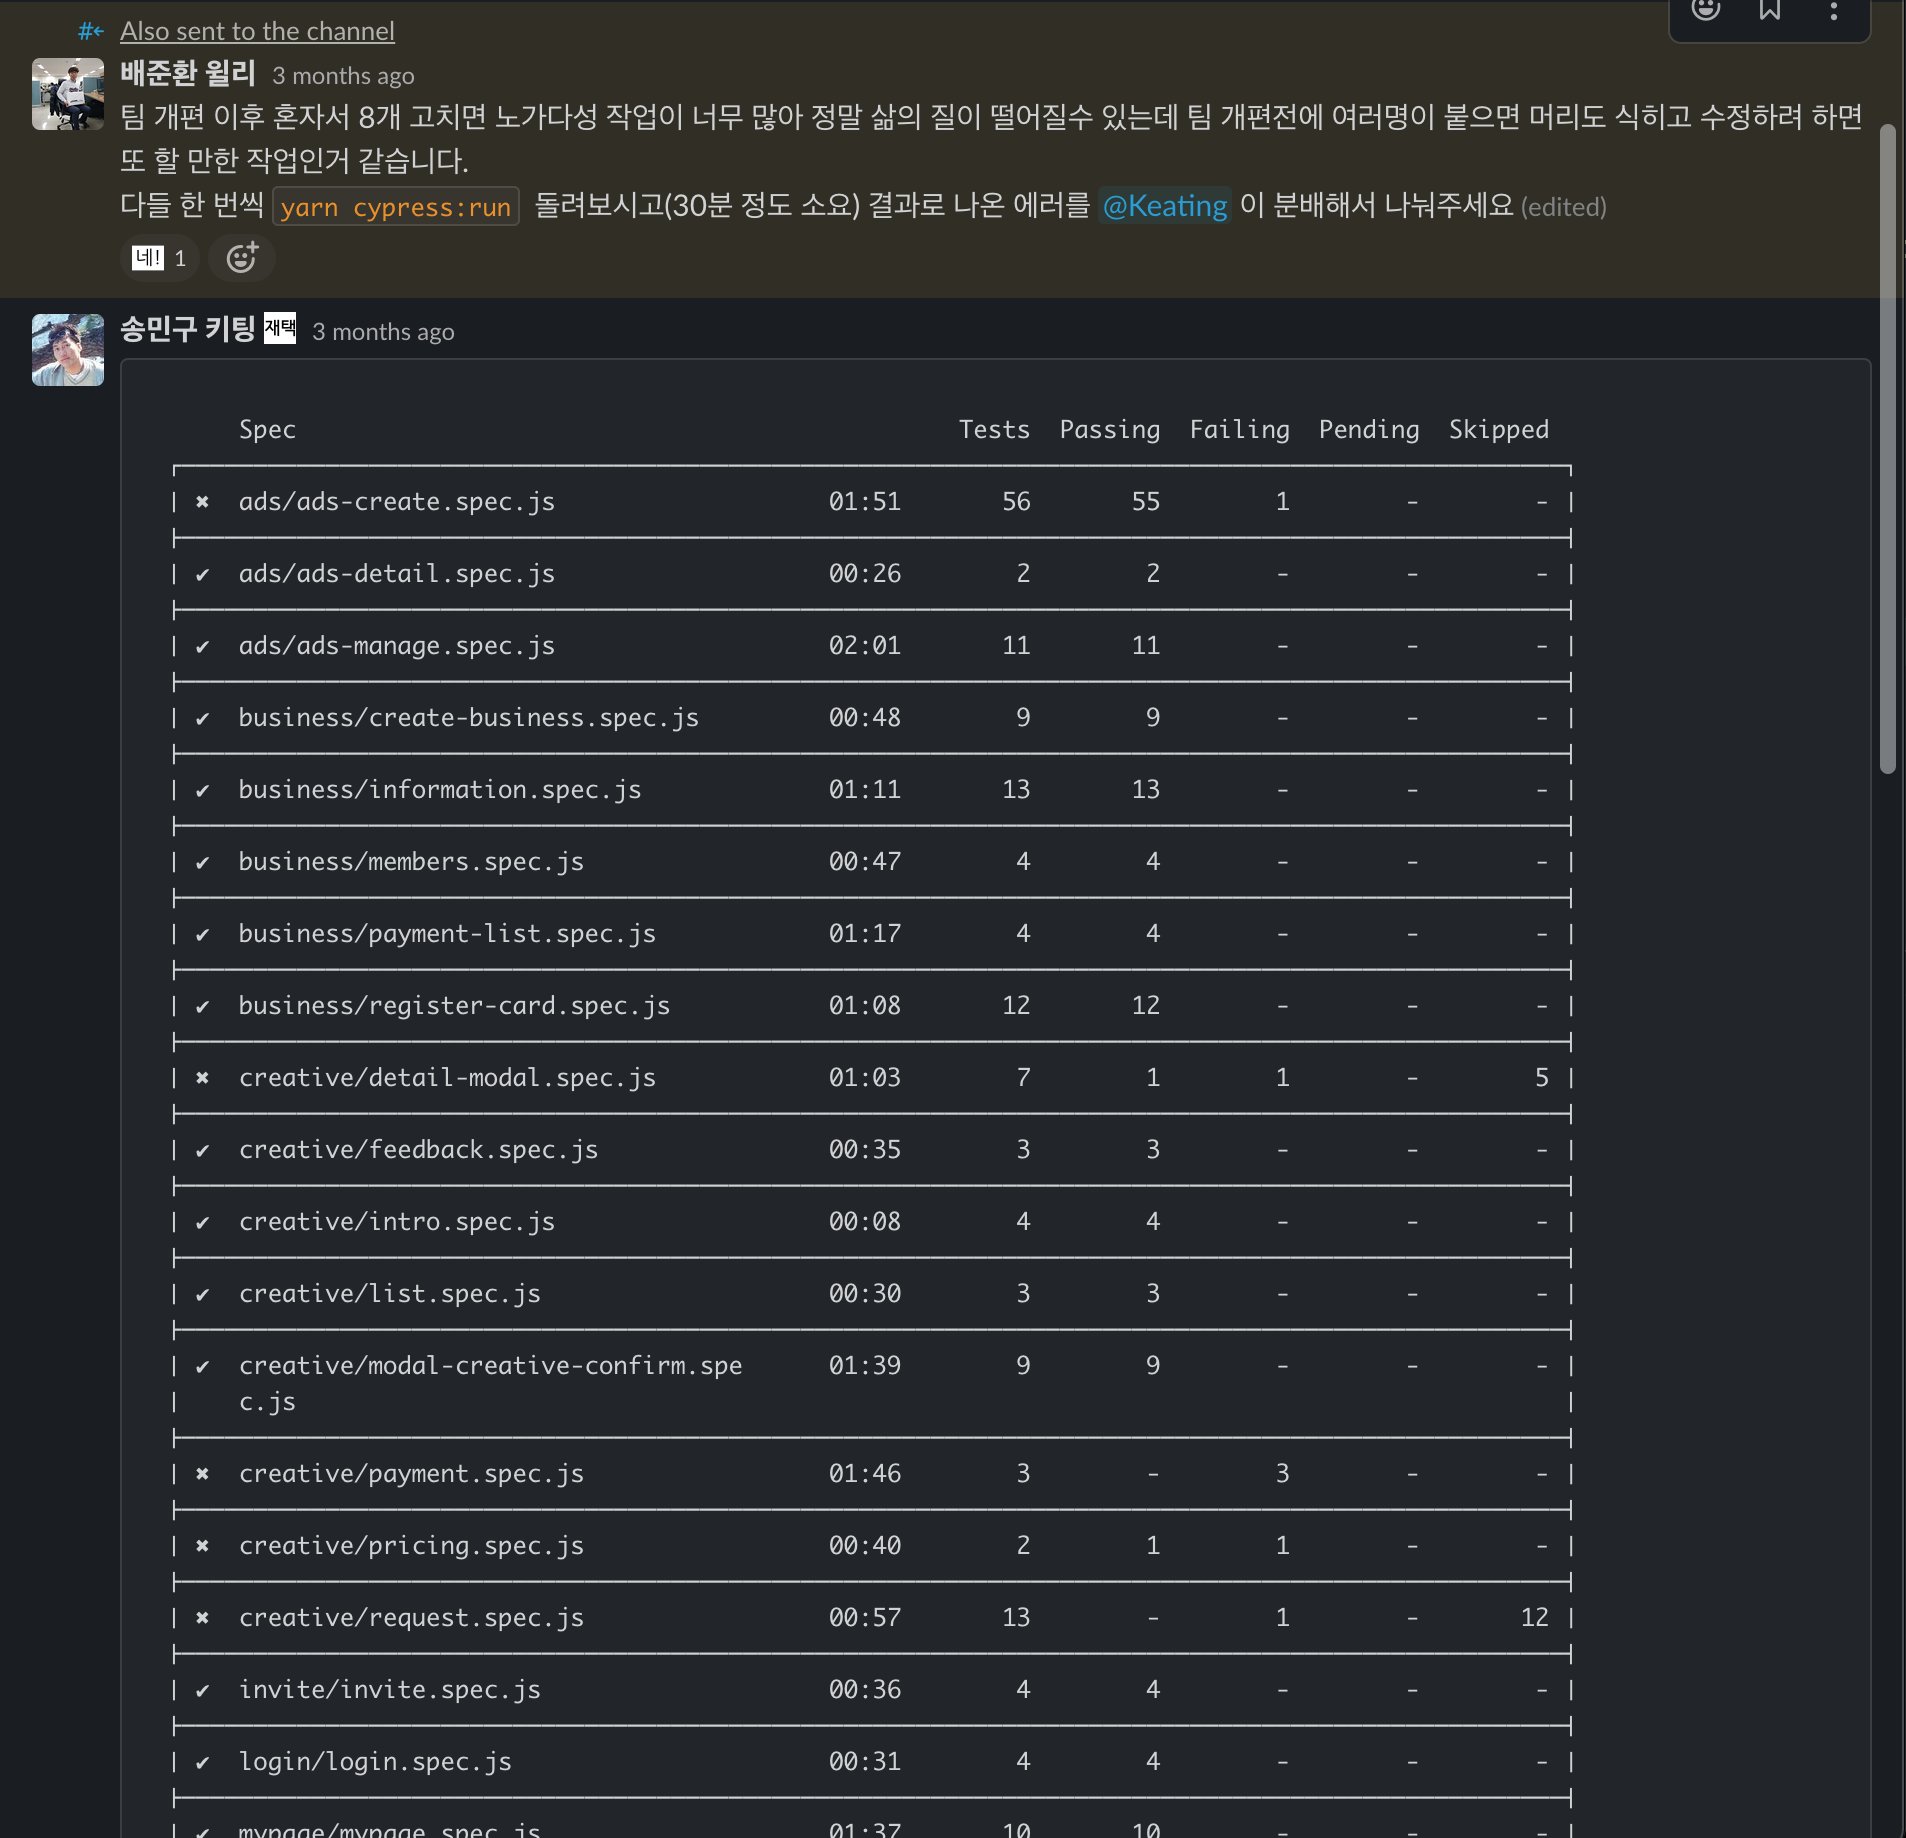 Also sent to the channel
배준환 윌리 3 months ago
팀 개편 이후 혼자서 8개 고치면 노가다성 작업이 너무 많아 정말 삶의 질이 떨어질수 있는데 팀 개편전에 여러명이 붙으면 머리도 식히고 수정하려 하면
또 할 만한 작업인거 같습니다.
다들 한 번씩 yarn cypress:run 돌려보시고(30분 정도 소요) 결과로 나온 에러를 @Keating 이 분배해서 나눠주세요 (edited)
네! 1
송민구 키팅 재택 3 months ago
Spec Tests Passing Failing Pending Skipped
✖ ads/ads-create.spec.js 01:51 56 55 1 - -
✔ ads/ads-detail.spec.js 00:26 2 2 - - -
✔ ads/ads-manage.spec.js 02:01 11 11 - - -
✔ business/create-business.spec.js 00:48 9 9 - - -
✔ business/information.spec.js 01:11 13 13 - - -
✔ business/members.spec.js 00:47 4 4 - - -
✔ business/payment-list.spec.js 01:17 4 4 - - -
✔ business/register-card.spec.js 01:08 12 12 - - -
✖ creative/detail-modal.spec.js 01:03 7 1 1 - 5
✔ creative/feedback.spec.js 00:35 3 3 - - -
✔ creative/intro.spec.js 00:08 4 4 - - -
✔ creative/list.spec.js 00:30 3 3 - - -
✔ creative/modal-creative-confirm.spe 01:39 9 9 - - -
c.js
✖ creative/payment.spec.js 01:46 3 - 3 - -
✖ creative/pricing.spec.js 00:40 2 1 1 - -
✖ creative/request.spec.js 00:57 13 - 1 - 12
✔ invite/invite.spec.js 00:36 4 4 - - -
✔ login/login.spec.js 00:31 4 4 - - -
✔ mypage/mypage.spec.js 01:37 10 10 - - -